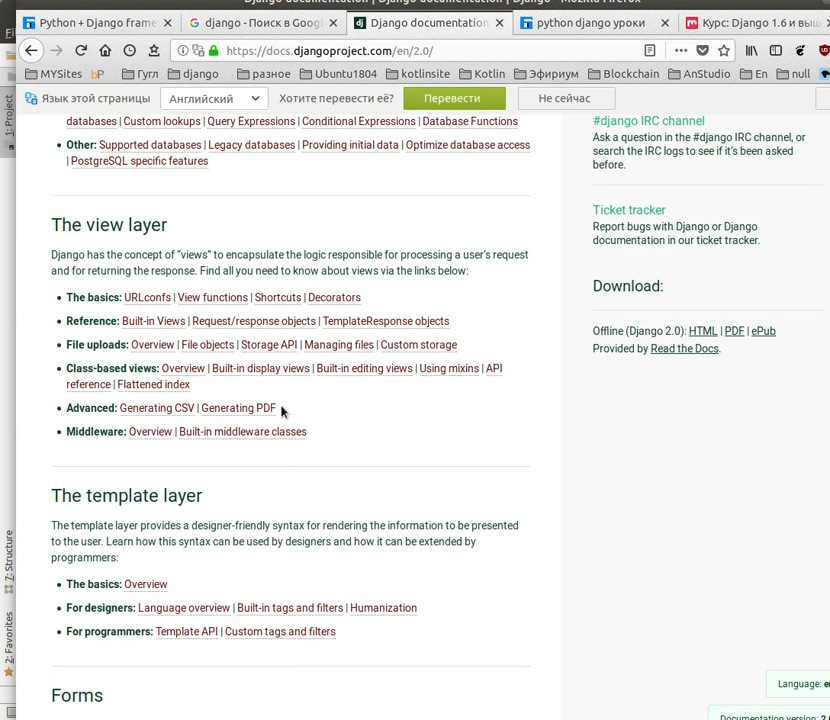 Django documentation | Django - Mozilla Firefox
Python + Django frame
django - Поиск в Goog
Django documentation
python django уроки
Курс: Django 1.6 и выш
https://docs.djangoproject.com/en/2.0/
MYSites
Гугл
django
разное
Ubuntu1804
kotlinsite
Kotlin
Эфириум
Blockchain
AnStudio
En
null
Язык этой страницы
Английский
Хотите перевести её?
Перевести
Не сейчас
1: Project
7: Structure
2: Favorites
databases | Custom lookups | Query Expressions | Conditional Expressions | Database Functions
Other: Supported databases | Legacy databases | Providing initial data | Optimize database access
| PostgreSQL specific features
The view layer
Django has the concept of “views” to encapsulate the logic responsible for processing a user’s request
and for returning the response. Find all you need to know about views via the links below:
The basics: URLconfs | View functions | Shortcuts | Decorators
Reference: Built-in Views | Request/response objects | TemplateResponse objects
File uploads: Overview | File objects | Storage API | Managing files | Custom storage
Class-based views: Overview | Built-in display views | Built-in editing views | Using mixins | API
reference | Flattened index
Advanced: Generating CSV | Generating PDF
Middleware: Overview | Built-in middleware classes
The template layer
The template layer provides a designer-friendly syntax for rendering the information to be presented
to the user. Learn how this syntax can be used by designers and how it can be extended by
programmers:
The basics: Overview
For designers: Language overview | Built-in tags and filters | Humanization
For programmers: Template API | Custom tags and filters
Forms
#django IRC channel
Ask a question in the #django IRC channel, or
search the IRC logs to see if it’s been asked
before.
Ticket tracker
Report bugs with Django or Django
documentation in our ticket tracker.
Download:
Offline (Django 2.0): HTML | PDF | ePub
Provided by Read the Docs.
Language: en
Documentation version: 2